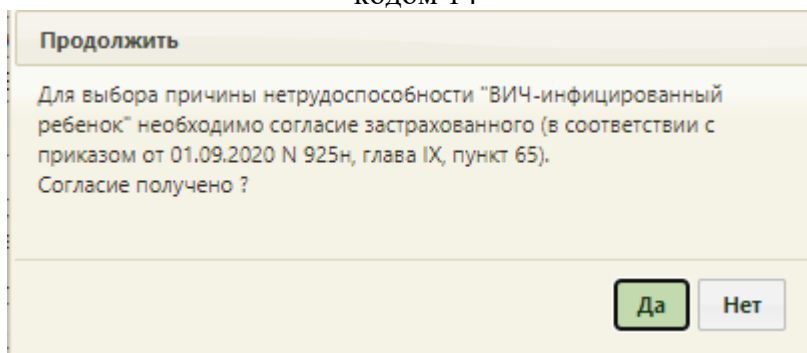 Продолжить
Для выбора причины нетрудоспособности "ВИЧ-инфицированный
ребенок" необходимо согласие застрахованного (в соответствии с
приказом от 01.09.2020 N 925н, глава IX, пункт 65).
Согласие получено ?
Да Нет